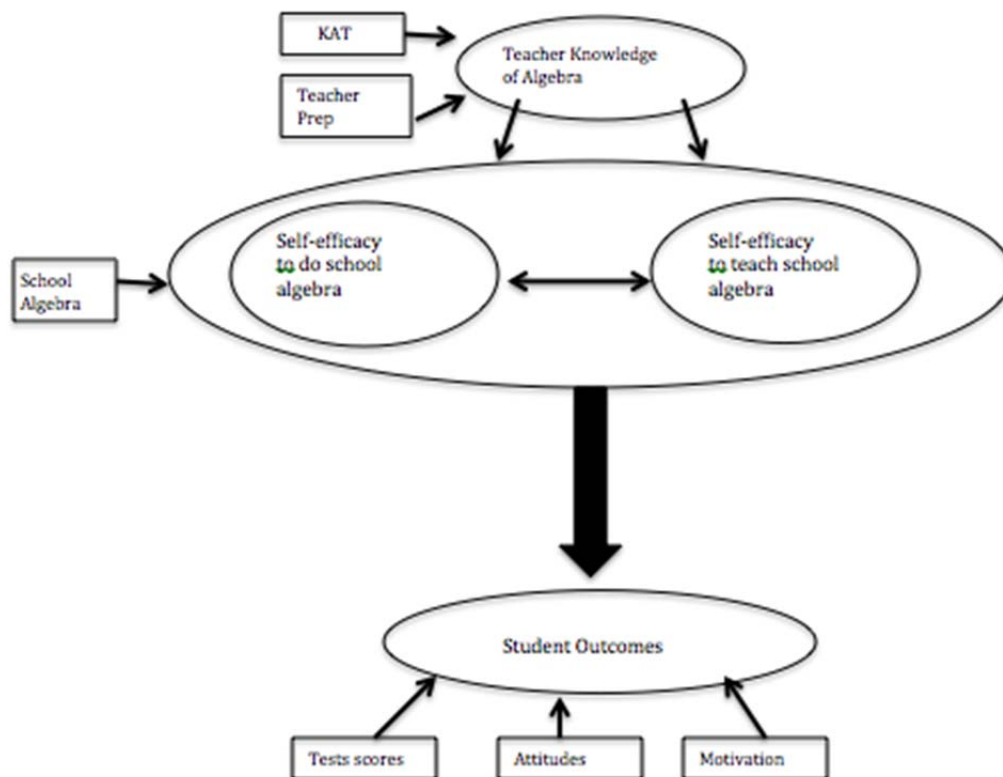 KAT
Teacher Knowledge
of Algebra
Teacher
Prep
Self-efficacy
to do school
algebra
Self-efficacy
to teach school
algebra
School
Algebra
Student Outcomes
Tests scores
Attitudes
Motivation